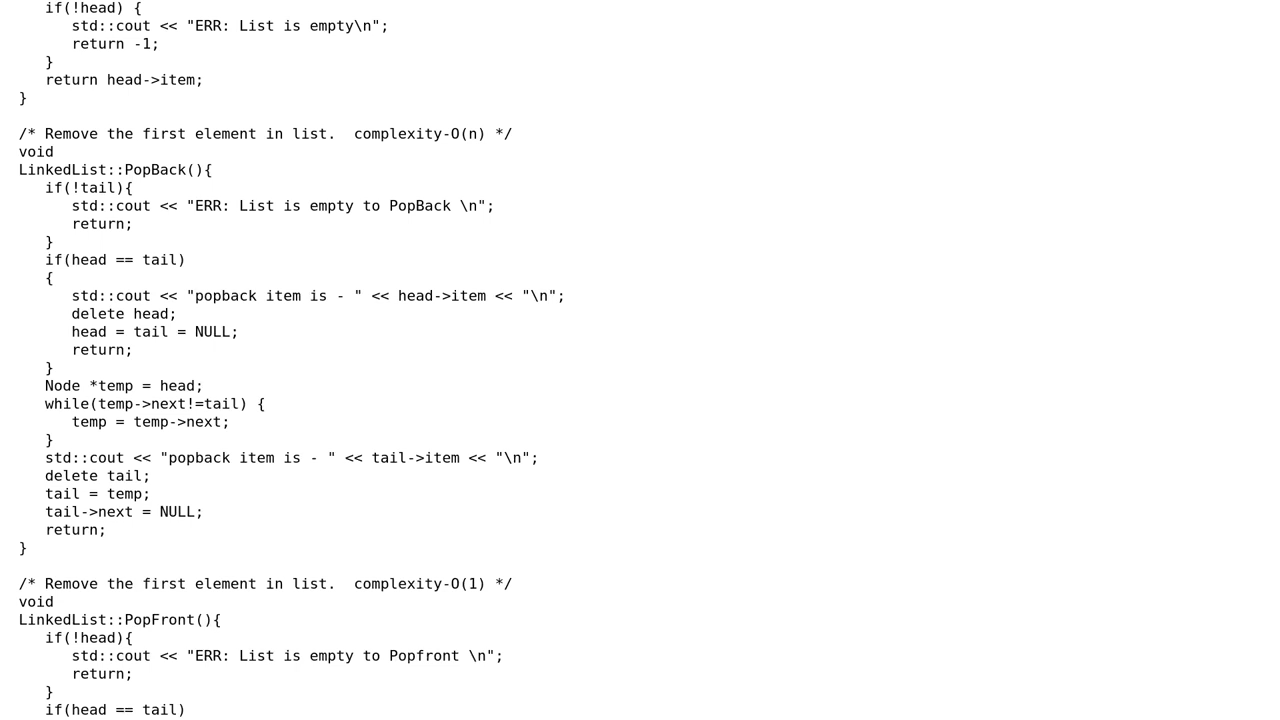 if(!head) {
      std::cout << "ERR: List is empty\n";
      return -1;
   }
   return head->item;
}

/* Remove the first element in list.  complexity-O(n) */
void
LinkedList::PopBack(){
   if(!tail){
      std::cout << "ERR: List is empty to PopBack \n";
      return;
   }
   if(head == tail)
   {
      std::cout << "popback item is - " << head->item << "\n";
      delete head;
      head = tail = NULL;
      return;
   }
   Node *temp = head;
   while(temp->next!=tail) {
      temp = temp->next;
   }
   std::cout << "popback item is - " << tail->item << "\n";
   delete tail;
   tail = temp;
   tail->next = NULL;
   return;
}

/* Remove the first element in list.  complexity-O(1) */
void
LinkedList::PopFront(){
   if(!head){
      std::cout << "ERR: List is empty to Popfront \n";
      return;
   }
   if(head == tail)